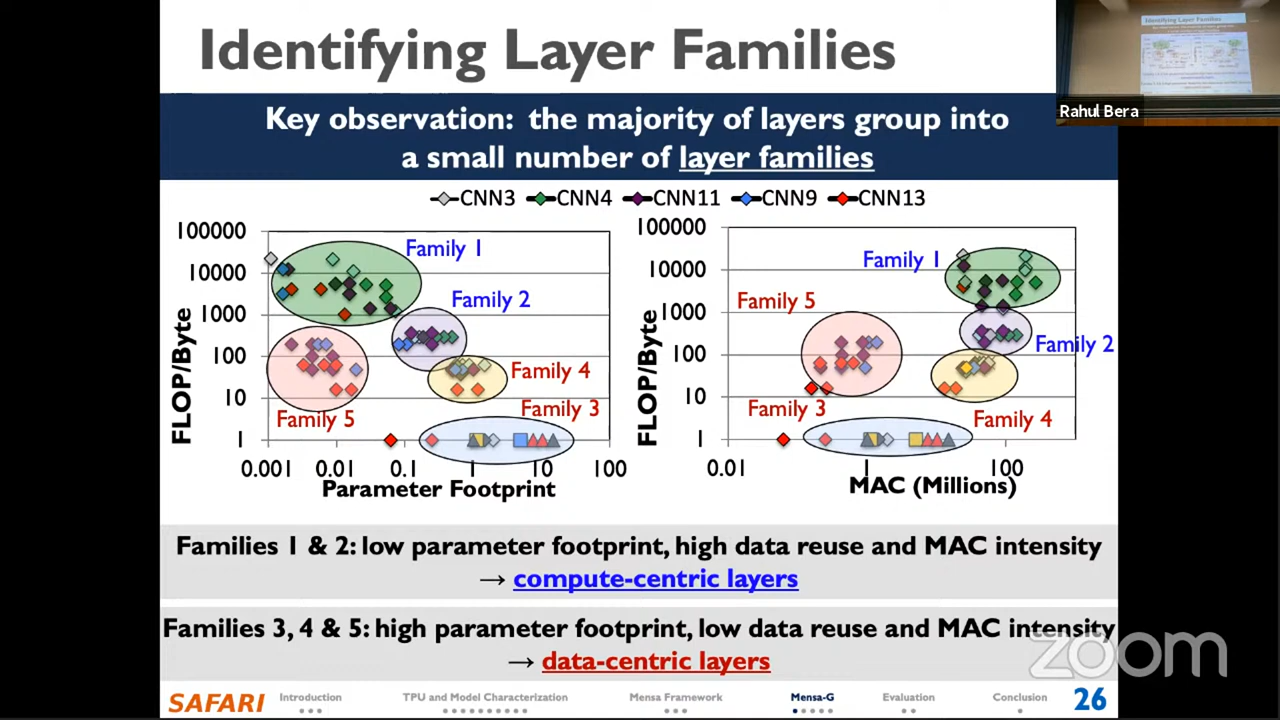 Identifying Layer Families
Rahul Bera
Key observation: the majority of layers group into
a small number of layer families
CNN3 CNN4 CNN11 CNN9 CNN13
FLOP/Byte
100000
10000
1000
100
10
1
0.001 0.01 0.1 1 10 100
Parameter Footprint
Family 1
Family 2
Family 4
Family 3
Family 5
FLOP/Byte
100000
10000
1000
100
10
1
0.01 1 100
MAC (Millions)
Family 1
Family 5
Family 2
Family 3
Family 4
Families 1 & 2: low parameter footprint, high data reuse and MAC intensity
→ compute-centric layers
Families 3, 4 & 5: high parameter footprint, low data reuse and MAC intensity
→ data-centric layers
zoom
SAFARI Introduction TPU and Model Characterization Mensa Framework Mensa-G Evaluation Conclusion 26